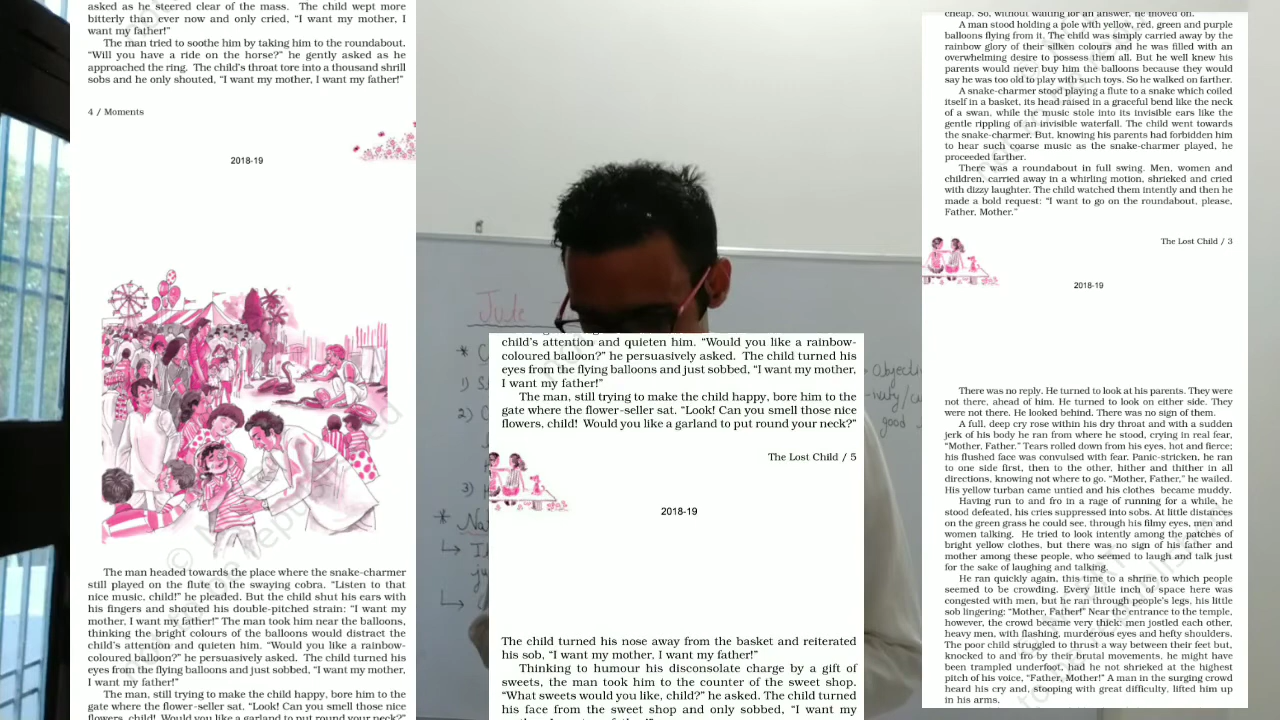 asked as he steered clear of the mass. The child wept more
bitterly than ever now and only cried, “I want my mother, I
want my father!”
The man tried to soothe him by taking him to the roundabout.
“Will you have a ride on the horse?” he gently asked as he
approached the ring. The child’s throat tore into a thousand shrill
sobs and he only shouted, “I want my mother, I want my father!”
4 / Moments
2018-19
The man headed towards the place where the snake-charmer
still played on the flute to the swaying cobra. “Listen to that
nice music, child!” he pleaded. But the child shut his ears with
his fingers and shouted his double-pitched strain: “I want my
mother, I want my father!” The man took him near the balloons,
thinking the bright colours of the balloons would distract the
child’s attention and quieten him. “Would you like a rainbow-
coloured balloon?” he persuasively asked. The child turned his
eyes from the flying balloons and just sobbed, “I want my mother,
I want my father!”
The man, still trying to make the child happy, bore him to the
gate where the flower-seller sat. “Look! Can you smell those nice
flowers, child! Would you like a garland to put round your neck?”
Jute
*
1)
2)
3)
*
child’s attention and quieten him. “Would you like a rainbow-
coloured balloon?” he persuasively asked. The child turned his
eyes from the flying balloons and just sobbed, “I want my mother,
I want my father!”
The man, still trying to make the child happy, bore him to the
gate where the flower-seller sat. “Look! Can you smell those nice
flowers, child! Would you like a garland to put round your neck?”
The Lost Child / 5
2018-19
The child turned his nose away from the basket and reiterated
his sob, “I want my mother, I want my father!”
Thinking to humour his disconsolate charge by a gift of
sweets, the man took him to the counter of the sweet shop.
“What sweets would you like, child?” he asked. The child turned
his face from the sweet shop and only sobbed, “I want my
good
cheap. So, without waiting for an answer, he moved on.
A man stood holding a pole with yellow, red, green and purple
balloons flying from it. The child was simply carried away by the
rainbow glory of their silken colours and he was filled with an
overwhelming desire to possess them all. But he well knew his
parents would never buy him the balloons because they would
say he was too old to play with such toys. So he walked on farther.
A snake-charmer stood playing a flute to a snake which coiled
itself in a basket, its head raised in a graceful bend like the neck
of a swan, while the music stole into its invisible ears like the
gentle rippling of an invisible waterfall. The child went towards
the snake-charmer. But, knowing his parents had forbidden him
to hear such coarse music as the snake-charmer played, he
proceeded farther.
There was a roundabout in full swing. Men, women and
children, carried away in a whirling motion, shrieked and cried
with dizzy laughter. The child watched them intently and then he
made a bold request: “I want to go on the roundabout, please,
Father, Mother.”
The Lost Child / 3
2018-19
There was no reply. He turned to look at his parents. They were
not there, ahead of him. He turned to look on either side. They
were not there. He looked behind. There was no sign of them.
A full, deep cry rose within his dry throat and with a sudden
jerk of his body he ran from where he stood, crying in real fear,
“Mother, Father.” Tears rolled down from his eyes, hot and fierce;
his flushed face was convulsed with fear. Panic-stricken, he ran
to one side first, then to the other, hither and thither in all
directions, knowing not where to go. “Mother, Father,” he wailed.
His yellow turban came untied and his clothes became muddy.
Having run to and fro in a rage of running for a while, he
stood defeated, his cries suppressed into sobs. At little distances
on the green grass he could see, through his filmy eyes, men and
women talking. He tried to look intently among the patches of
bright yellow clothes, but there was no sign of his father and
mother among these people, who seemed to laugh and talk just
for the sake of laughing and talking.
He ran quickly again, this time to a shrine to which people
seemed to be crowding. Every little inch of space here was
congested with men, but he ran through people’s legs, his little
sob lingering: “Mother, Father!” Near the entrance to the temple,
however, the crowd became very thick: men jostled each other,
heavy men, with flashing, murderous eyes and hefty shoulders.
The poor child struggled to thrust a way between their feet but,
knocked to and fro by their brutal movements, he might have
been trampled underfoot, had he not shrieked at the highest
pitch of his voice, “Father, Mother!” A man in the surging crowd
heard his cry and, stooping with great difficulty, lifted him up
in his arms.